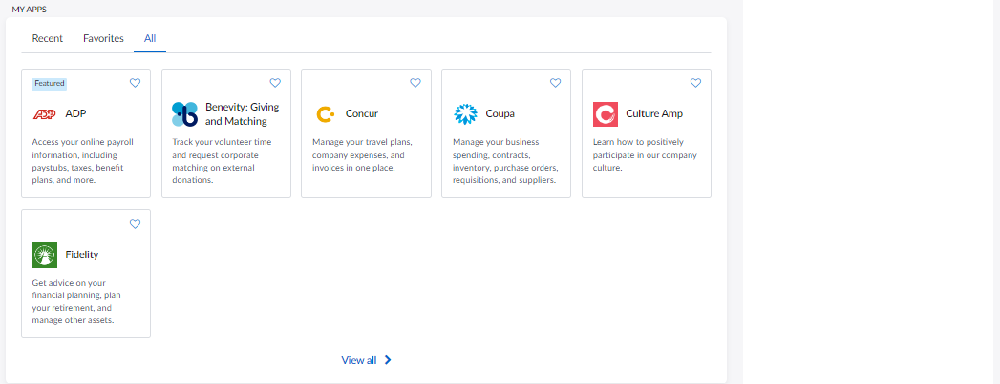 MY APPS
Recent Favorites All
Featured
ADP
Access your online payroll
information, including
paystubs, taxes, benefit
plans, and more.
Benevity: Giving
and Matching
Track your volunteer time
and request corporate
matching on external
donations.
Concur
Manage your travel plans,
company expenses, and
invoices in one place.
Coupa
Manage your business
spending, contracts,
inventory, purchase orders,
requisitions, and suppliers.
Culture Amp
Learn how to positively
participate in our company
culture.
Fidelity
Get advice on your
financial planning, plan
your retirement, and
manage other assets.
View all